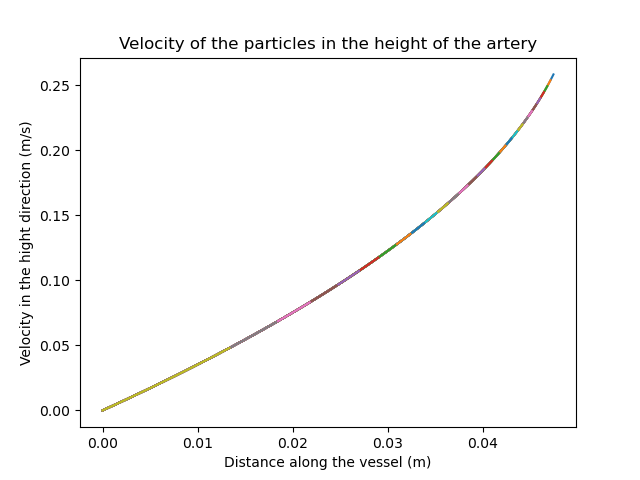 Velocity of the particles in the height of the artery
Velocity in the hight direction (m/s)
0.25
0.20
0.15
0.10
0.05
0.00
0.00 0.01 0.02 0.03 0.04
Distance along the vessel (m)